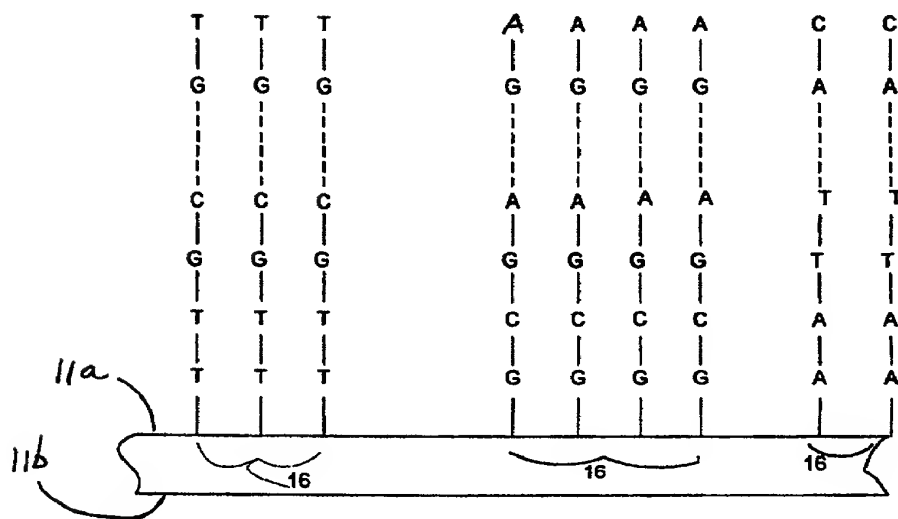 T T T A A A A C C
G G G G G G G A A
C C C A A A A T T
G G G G G G G T T
T T T C C C C A A
T T T G G G G A A
11a
16 16 16
11b